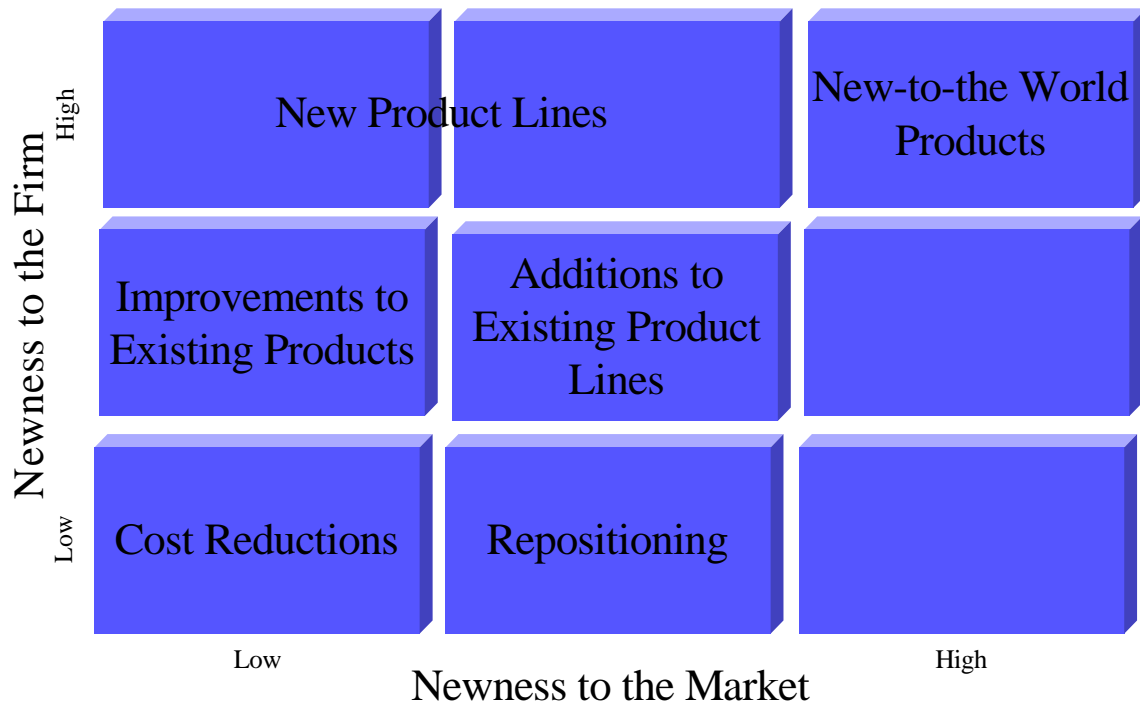 Newness to the Firm
High
Low
New Product Lines
New-to-the World
Products
Improvements to
Existing Products
Additions to
Existing Product
Lines
Cost Reductions
Repositioning
Low
High
Newness to the Market